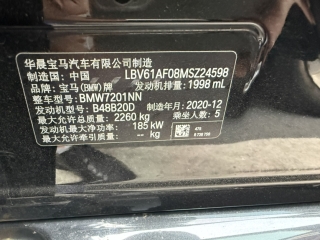 华晨宝马汽车有限公司制造
制造国：中国 LBV61AF08MSZ24598
品牌：宝马(BMW)牌 发动机排量：1998 mL
整车型号：BMW7201NN
发动机型号：B48B20D 制造年月：2020-12
最大允许总质量：2260 kg 乘坐人数：5
发动机最大净功率：185 kW
最大允许牵引质量：-- kg